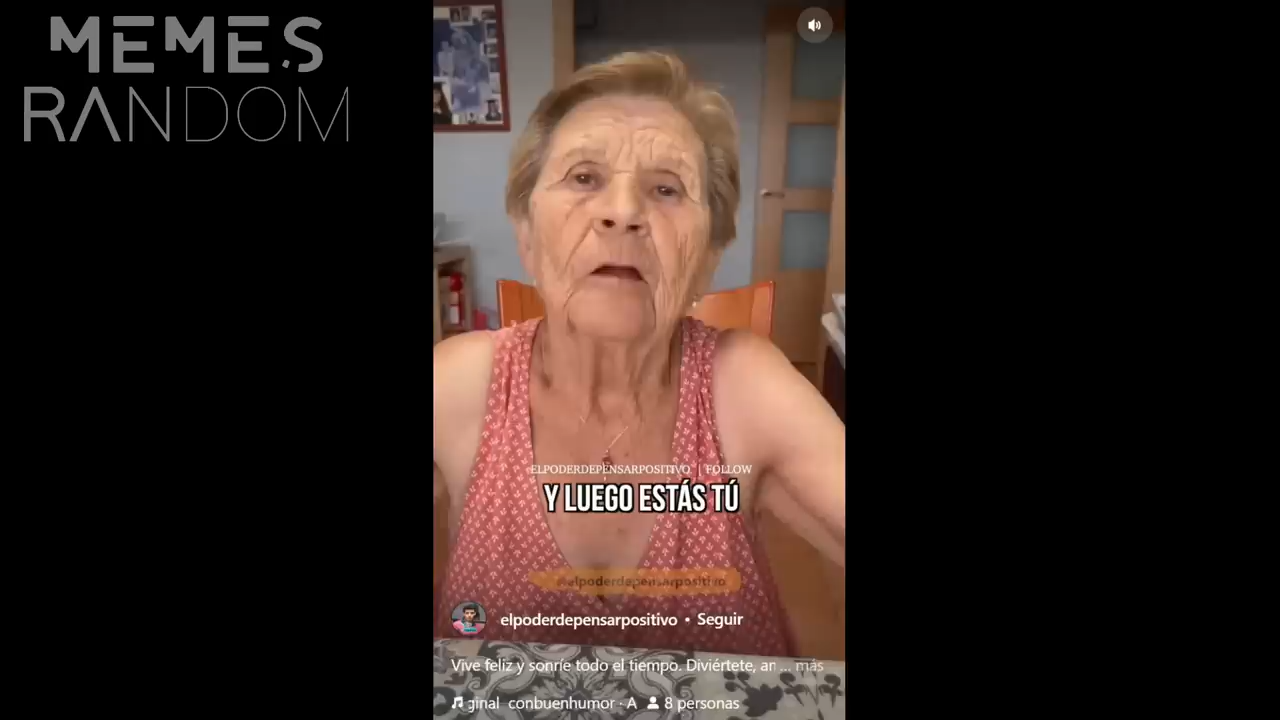 MEMES
RANDOM
ELPODERDEPENSARPOSITIVO | FOLLOW
Y LUEGO ESTÁS TÚ
elpoderdepensarpositivo
elpoderdepensarpositivo • Seguir
Vive feliz y sonríe todo el tiempo. Diviértete, ar ... más
ginal conbuenhumor · A 8 personas